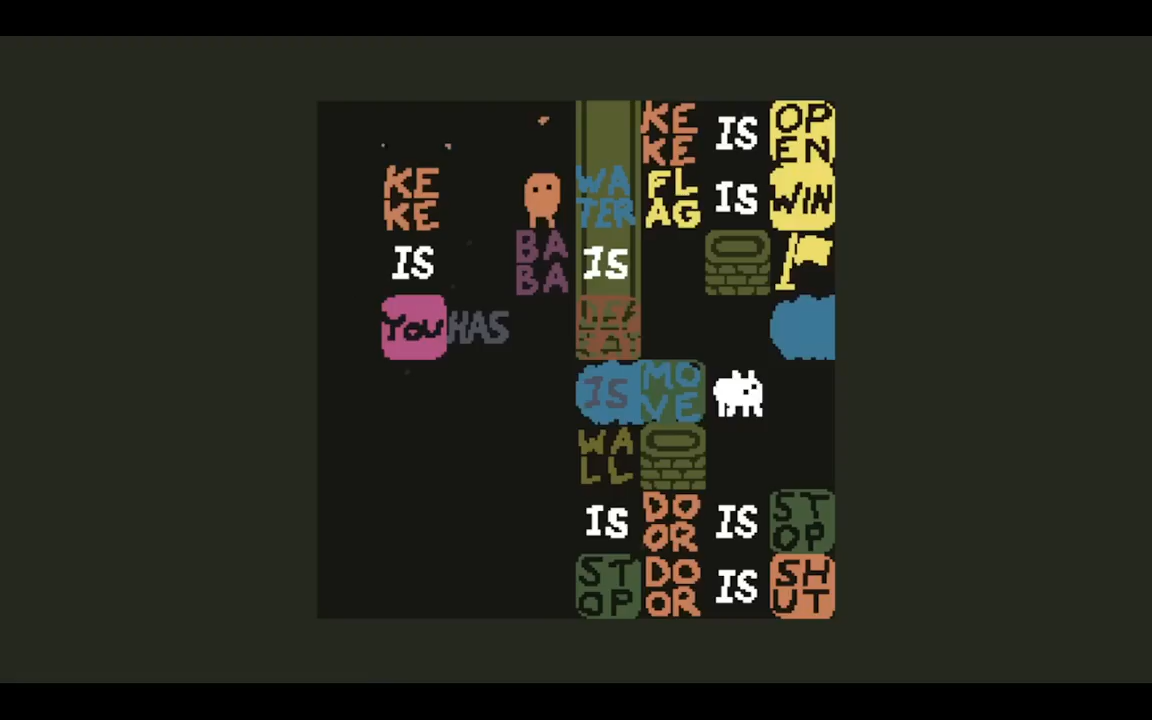 KEKE IS OPEN
KEKE WATER FLAG IS WIN
IS BABA IS
YOU HAS
IS MOVE
WALL
IS DOOR IS STOP
STOP DOOR IS SHUT